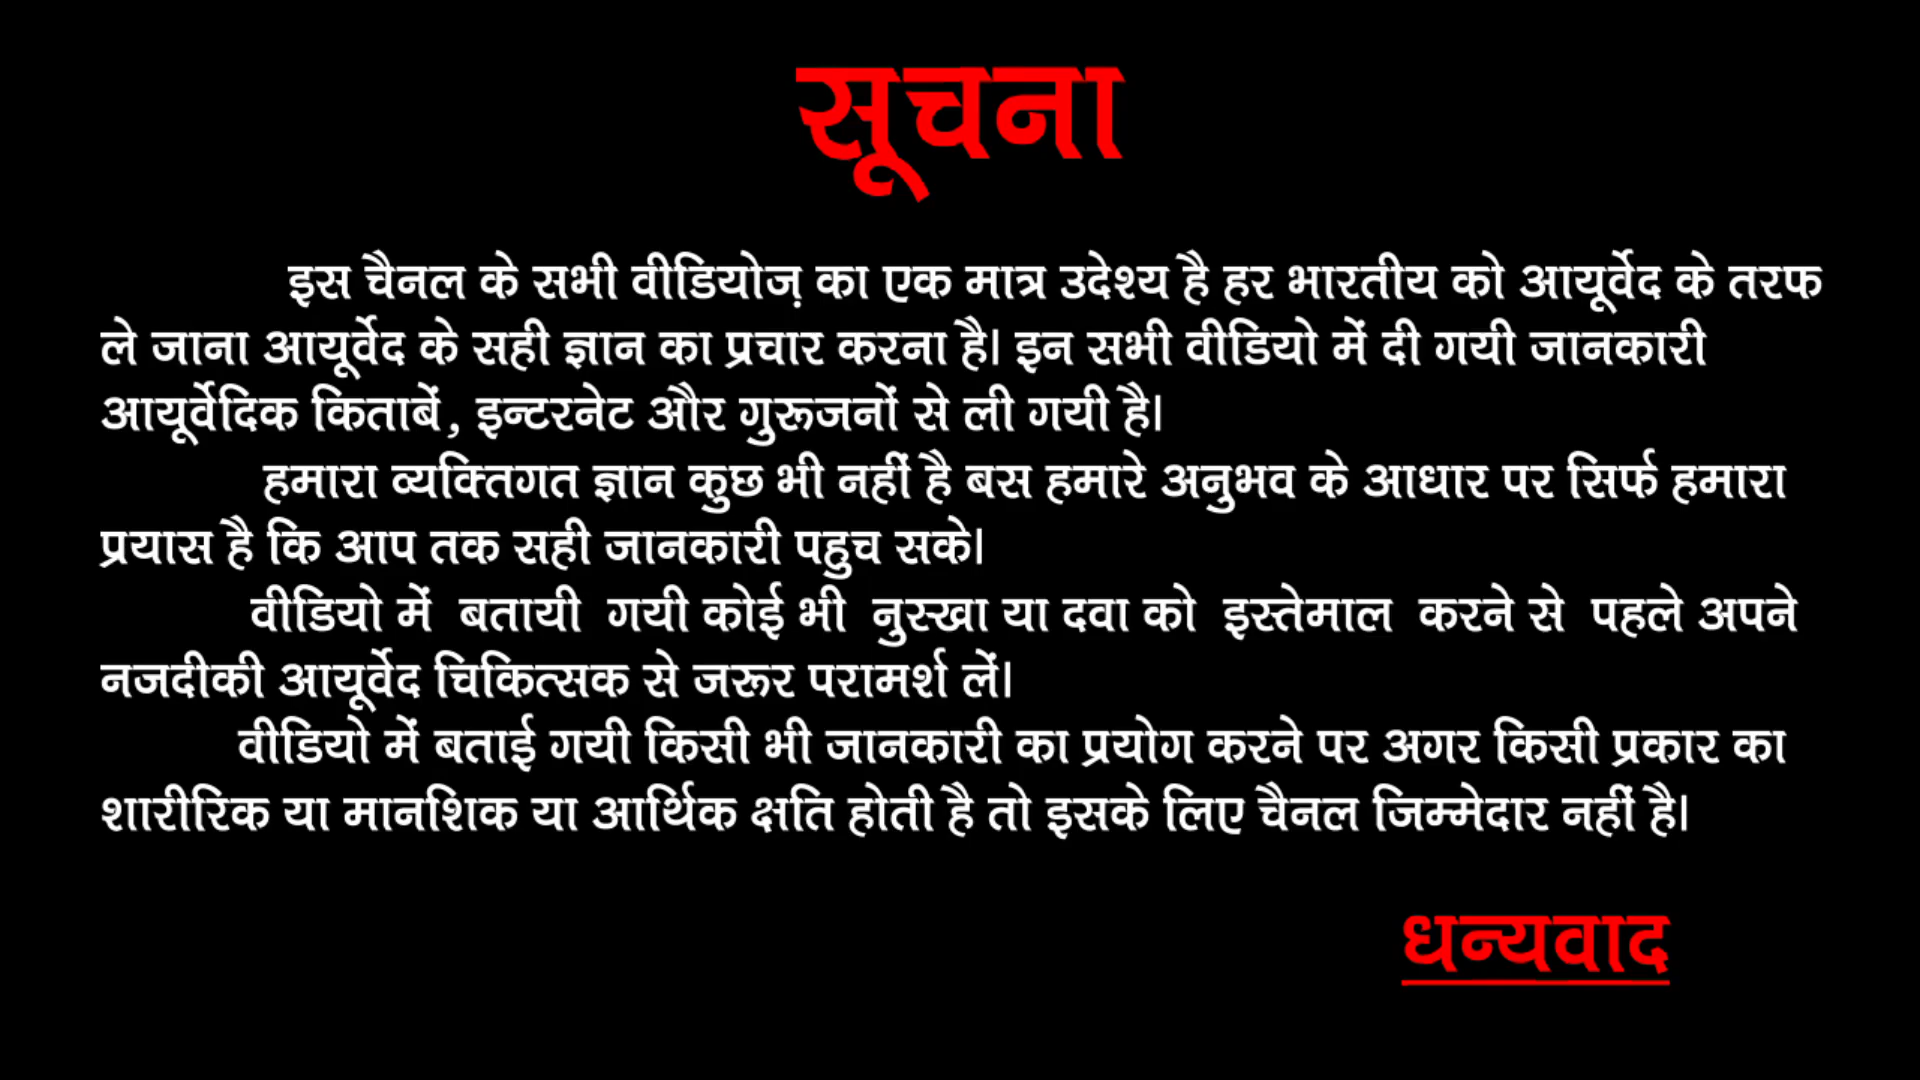 सूचना
इस चैनल के सभी वीडियोज़ का एक मात्र उदेश्य है हर भारतीय को आयूर्वेद के तरफ
ले जाना आयूर्वेद के सही ज्ञान का प्रचार करना है। इन सभी वीडियो में दी गयी जानकारी
आयूर्वेदिक किताबें, इन्टरनेट और गुरूजनों से ली गयी है।
हमारा व्यक्तिगत ज्ञान कुछ भी नहीं है बस हमारे अनुभव के आधार पर सिर्फ हमारा
प्रयास है कि आप तक सही जानकारी पहुच सके।
वीडियो में बतायी गयी कोई भी नुस्खा या दवा को इस्तेमाल करने से पहले अपने
नजदीकी आयूर्वेद चिकित्सक से जरूर परामर्श लें।
वीडियो में बताई गयी किसी भी जानकारी का प्रयोग करने पर अगर किसी प्रकार का
शारीरिक या मानशिक या आर्थिक क्षति होती है तो इसके लिए चैनल जिम्मेदार नहीं है।
धन्यवाद